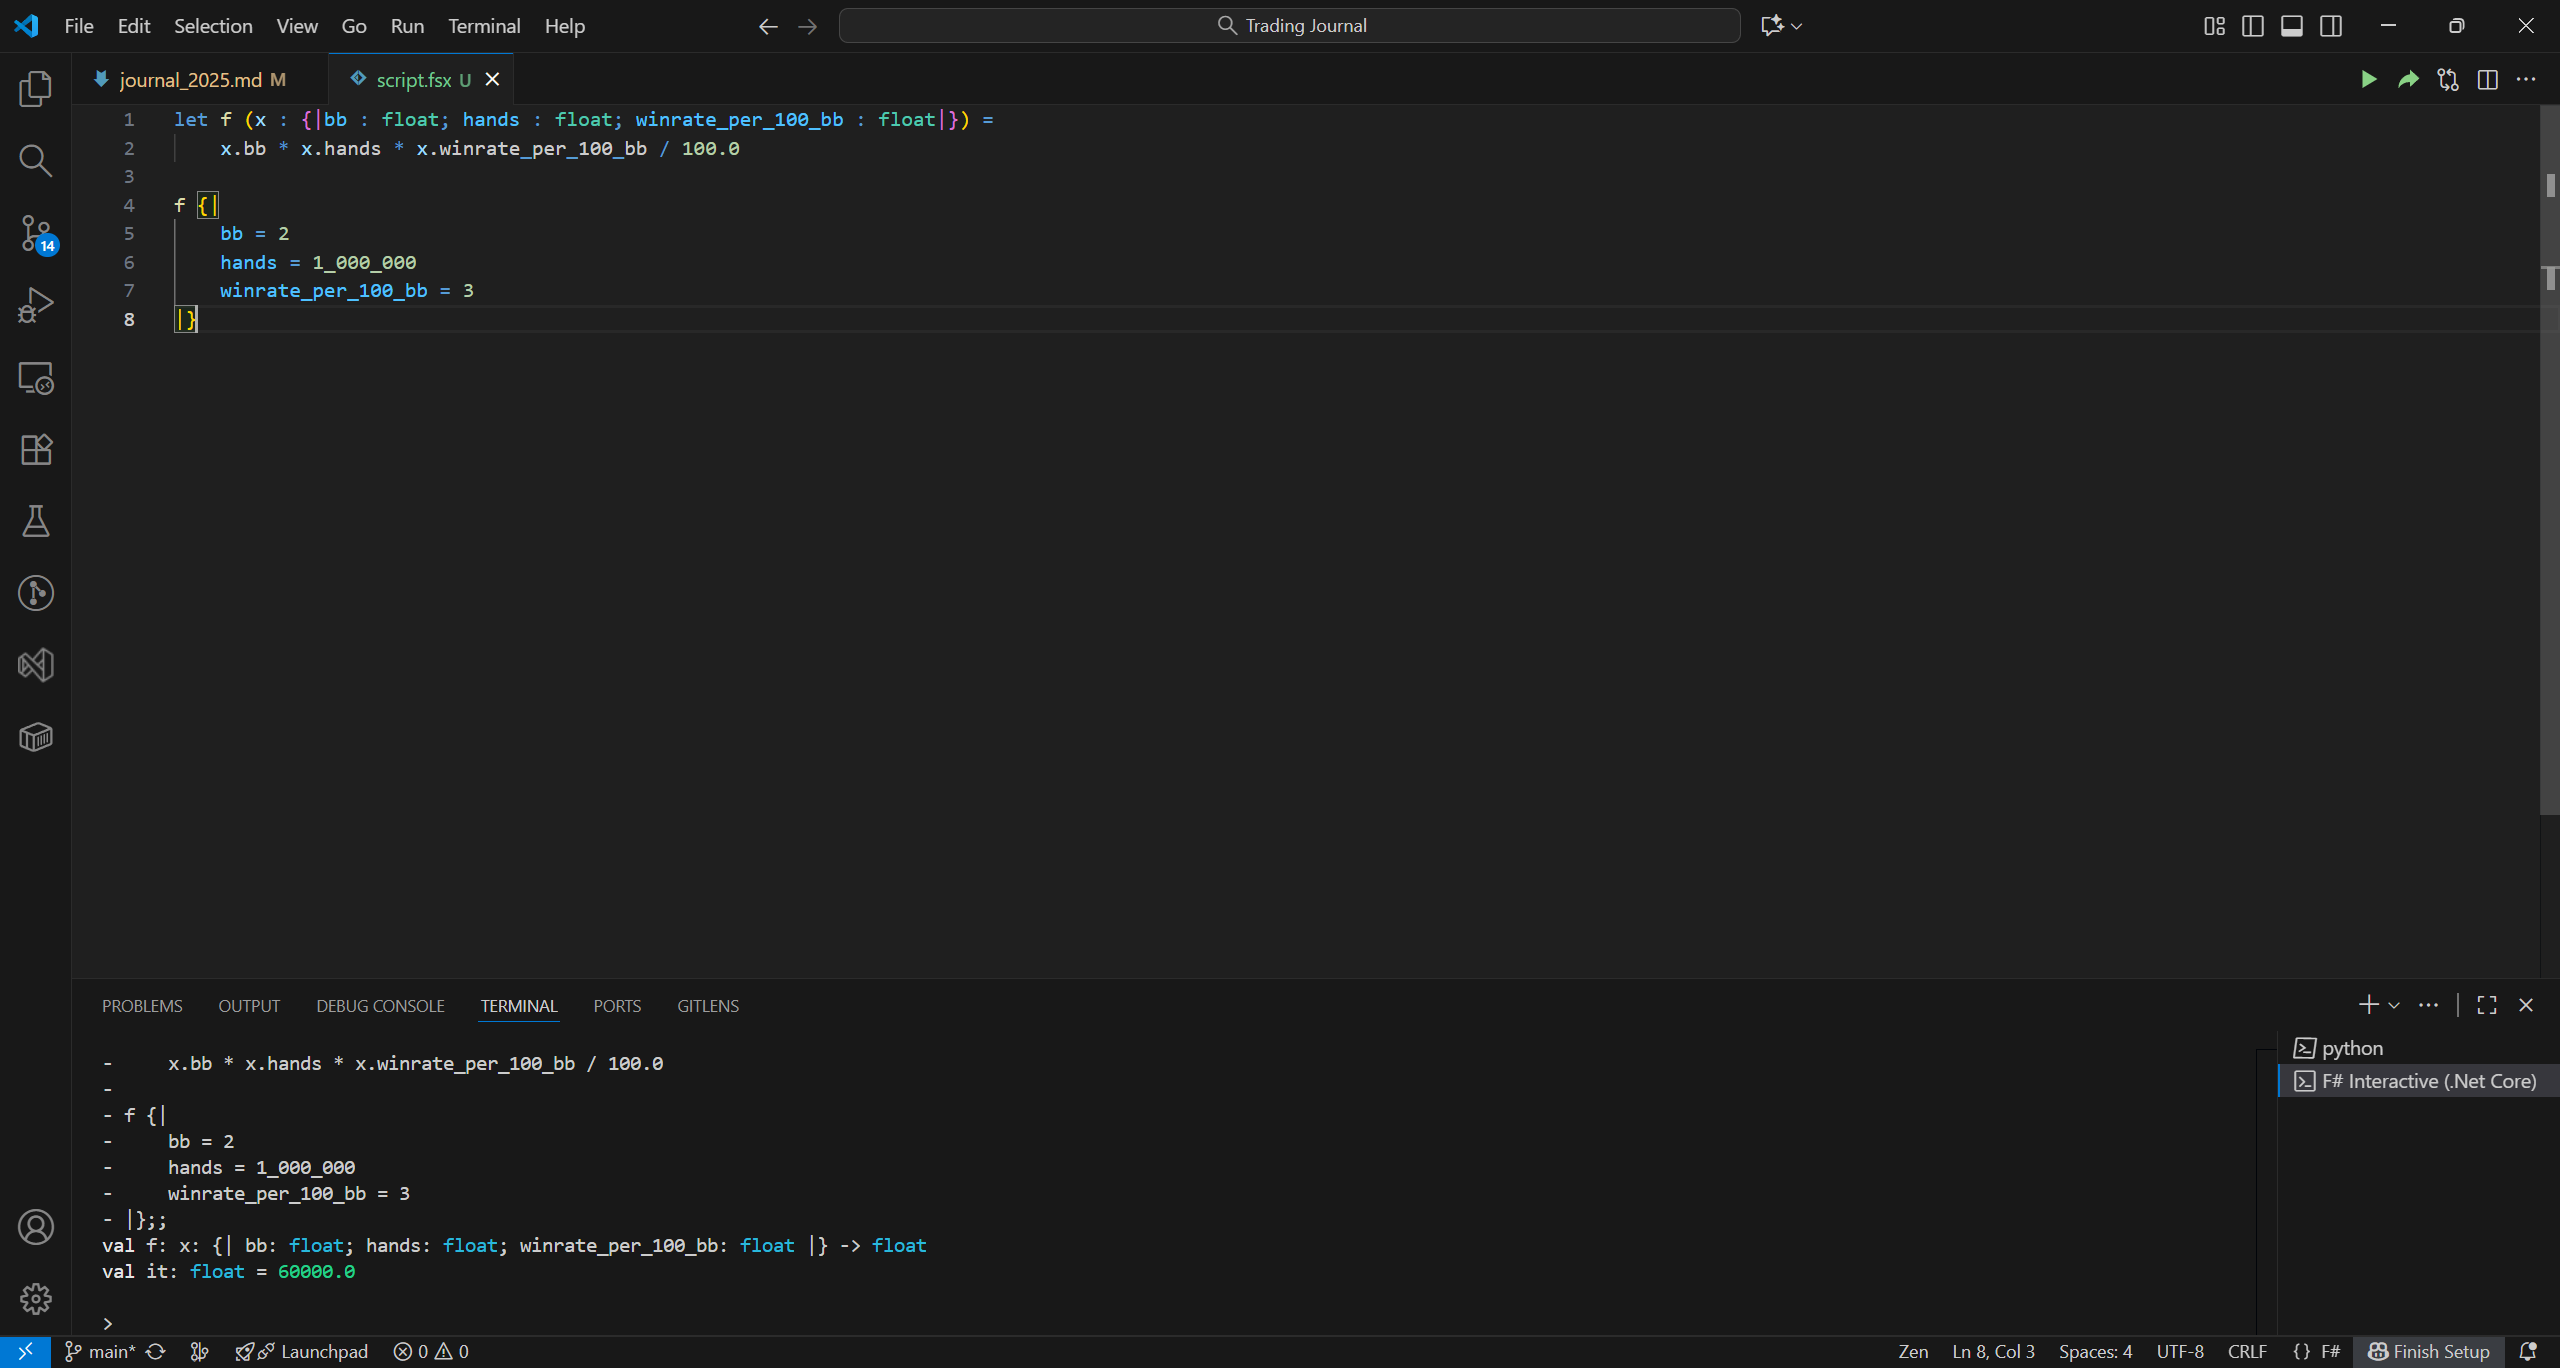 File Edit Selection View Go Run Terminal Help Trading Journal
journal_2025.md M script.fsx U
1 let f (x : {|bb : float; hands : float; winrate_per_100_bb : float|}) =
2 x.bb * x.hands * x.winrate_per_100_bb / 100.0
3
4 f {|
5 bb = 2
6 hands = 1_000_000
7 winrate_per_100_bb = 3
8 |}
14
PROBLEMS OUTPUT DEBUG CONSOLE TERMINAL PORTS GITLENS
- x.bb * x.hands * x.winrate_per_100_bb / 100.0
-
- f {|
- bb = 2
- hands = 1_000_000
- winrate_per_100_bb = 3
- |};;
val f: x: {| bb: float; hands: float; winrate_per_100_bb: float |} -> float
val it: float = 60000.0
>
python
F# Interactive (.Net Core)
main* Launchpad 0 0 Zen Ln 8, Col 3 Spaces: 4 UTF-8 CRLF {} F# Finish Setup